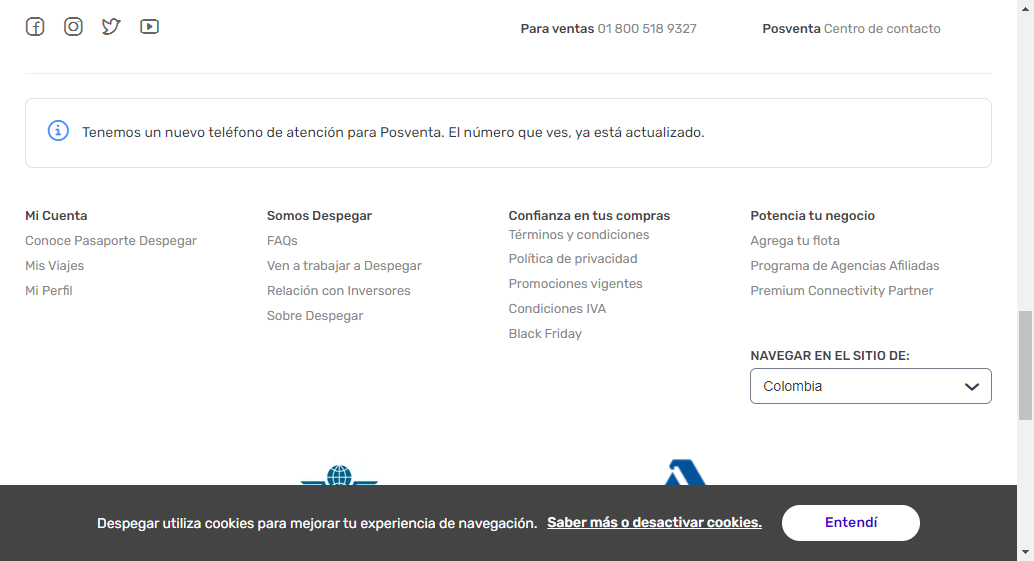 Para ventas 01 800 518 9327
Posventa Centro de contacto
Tenemos un nuevo teléfono de atención para Posventa. El número que ves, ya está actualizado.
Mi Cuenta
Conoce Pasaporte Despegar
Mis Viajes
Mi Perfil
Somos Despegar
FAQs
Ven a trabajar a Despegar
Relación con Inversores
Sobre Despegar
Confianza en tus compras
Términos y condiciones
Política de privacidad
Promociones vigentes
Condiciones IVA
Black Friday
Potencia tu negocio
Agrega tu flota
Programa de Agencias Afiliadas
Premium Connectivity Partner
NAVEGAR EN EL SITIO DE:
Colombia
Despegar utiliza cookies para mejorar tu experiencia de navegación. Saber más o desactivar cookies.
Entendí